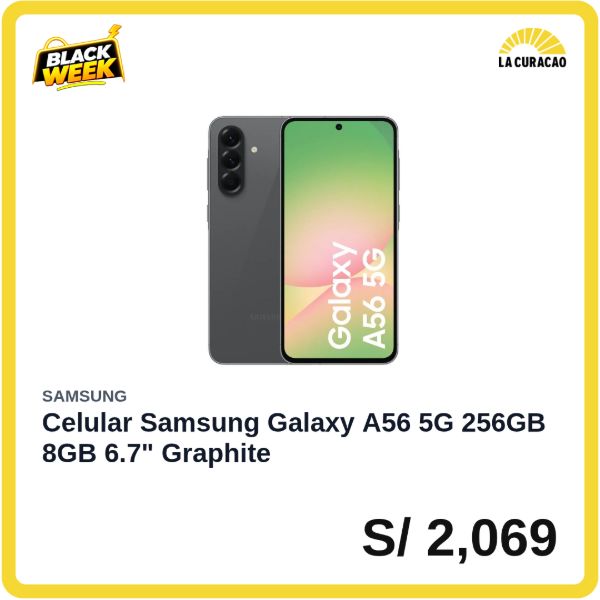 BLACK
WEEK
LA CURACAO
Galaxy
A56 5G
SAMSUNG
SAMSUNG
Celular Samsung Galaxy A56 5G 256GB
8GB 6.7" Graphite
S/ 2,069